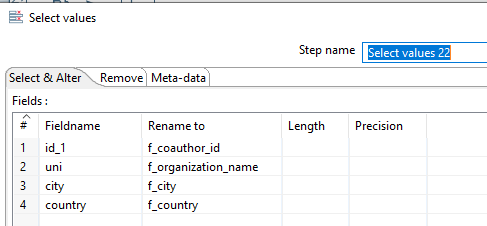 Select values
Step name Select values 22
Select & Alter Remove Meta-data
Fields :
# Fieldname Rename to Length Precision
1 id_1 f_coauthor_id
2 uni f_organization_name
3 city f_city
4 country f_country